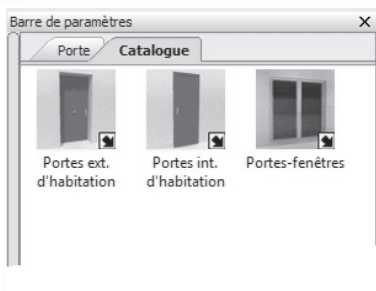 Barre de paramètres
Porte
Catalogue
Portes ext.
d'habitation
Portes int.
d'habitation
Portes-fenêtres